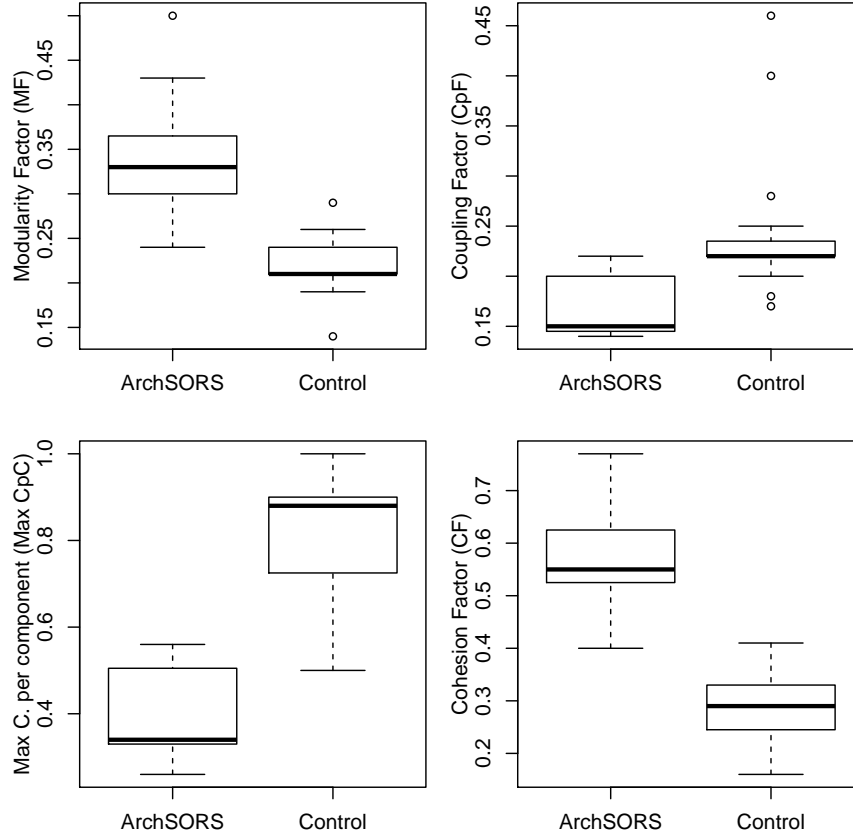 Modularity Factor (MF)
0.45
0.35
0.25
0.15
ArchSORS Control
Coupling Factor (CpF)
0.45
0.35
0.25
0.15
ArchSORS Control
Max C. per component (Max CpC)
1.0
0.8
0.6
0.4
ArchSORS Control
Cohesion Factor (CF)
0.7
0.6
0.5
0.4
0.3
0.2
ArchSORS Control